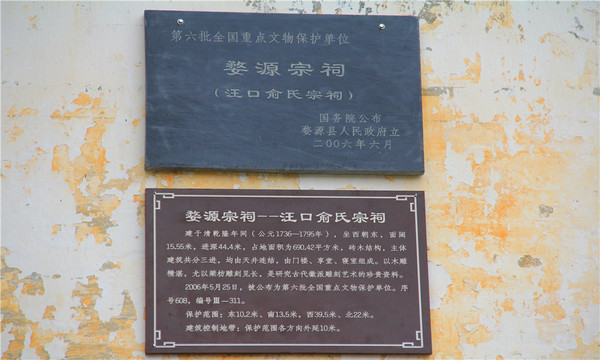 第六批全国重点文物保护单位
婺源宗祠
（汪口俞氏宗祠）
国务院公布
婺源县人民政府立
二00六年六月
婺源宗祠--汪口俞氏宗祠
建于清乾隆年间（公元1736—1795年），坐西朝东，面阔
15.55米，进深44.4米，占地面积为690.42平方米，砖木结构，主体
建筑共分三进，均由天井连结，由门楼、享堂、寝室组成。以木雕
精湛，尤以梁枋雕刻见长，是研究古代徽派雕刻艺术的珍贵资料。
2006年5月25日，被公布为第六批全国重点文物保护单位。序
号608，编号Ⅲ—311。
保护范围：东10.2米、南13.5米、西39.5米、北22米。
建筑控制地带：保护范围各方向外延10米。